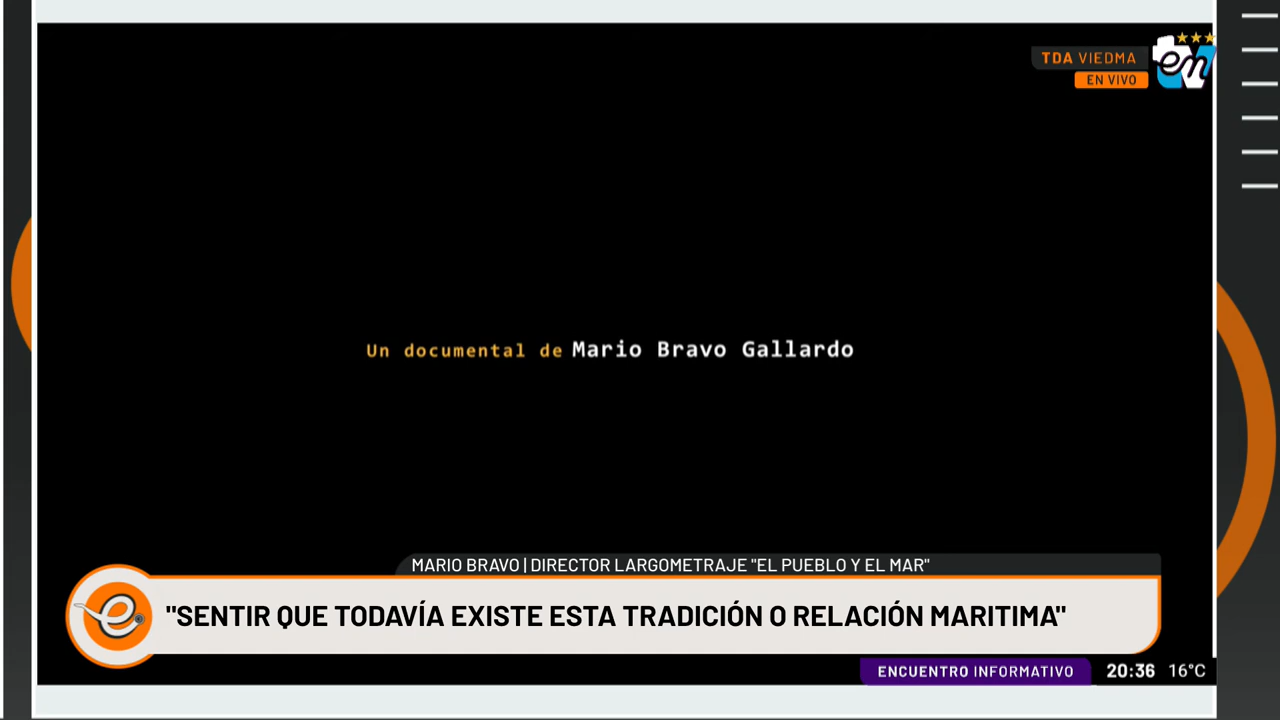 TDA VIEDMA
EN VIVO
en
Un documental de Mario Bravo Gallardo
MARIO BRAVO | DIRECTOR LARGOMETRAJE "EL PUEBLO Y EL MAR"
e
"SENTIR QUE TODAVÍA EXISTE ESTA TRADICIÓN O RELACIÓN MARITIMA"
ENCUENTRO INFORMATIVO 20:36 16°C